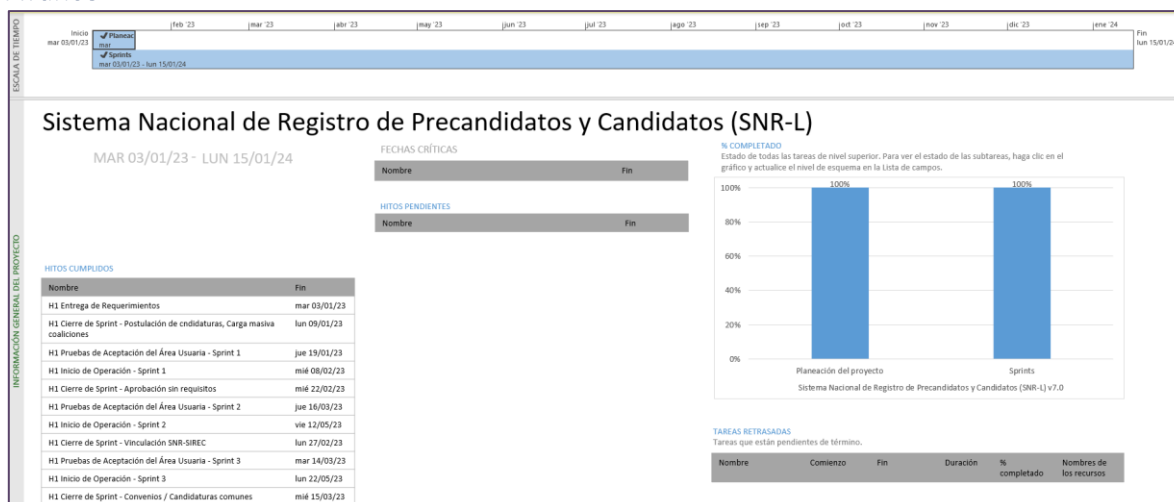 ESCALA DE TIEMPO
Inicio
mar 03/01/23
feb '23 mar '23 abr '23 may '23 jun '23 jul '23 ago '23 sep '23 oct '23 nov '23 dic '23 ene '24
Planeac
mar
Sprints
mar 03/01/23 - lun 15/01/24
Fin
lun 15/01/2
INFORMACIÓN GENERAL DEL PROYECTO
Sistema Nacional de Registro de Precandidatos y Candidatos (SNR-L)
MAR 03/01/23 - LUN 15/01/24
HITOS CUMPLIDOS
Nombre Fin
H1 Entrega de Requerimientos mar 03/01/23
H1 Cierre de Sprint - Postulación de cndidaturas, Carga masiva lun 09/01/23
coaliciones
H1 Pruebas de Aceptación del Área Usuaria - Sprint 1 jue 19/01/23
H1 Inicio de Operación - Sprint 1 mié 08/02/23
H1 Cierre de Sprint - Aprobación sin requisitos mié 22/02/23
H1 Pruebas de Aceptación del Área Usuaria - Sprint 2 jue 16/03/23
H1 Inicio de Operación - Sprint 2 vie 12/05/23
H1 Cierre de Sprint - Vinculación SNR-SIREC lun 27/02/23
H1 Pruebas de Aceptación del Área Usuaria - Sprint 3 mar 14/03/23
H1 Inicio de Operación - Sprint 3 lun 22/05/23
H1 Cierre de Sprint - Convenios / Candidaturas comunes mié 15/03/23
FECHAS CRÍTICAS
Nombre Fin
HITOS PENDIENTES
Nombre Fin
% COMPLETADO
Estado de todas las tareas de nivel superior. Para ver el estado de las subtareas, haga clic en el
gráfico y actualice el nivel de esquema en la Lista de campos.
100% 100% 100%
80%
60%
40%
20%
0%
Planeación del proyecto Sprints
Sistema Nacional de Registro de Precandidatos y Candidatos (SNR-L) v7.0
TAREAS RETRASADAS
Tareas que están pendientes de término.
Nombre Comienzo Fin Duración % Nombres de
completado los recursos